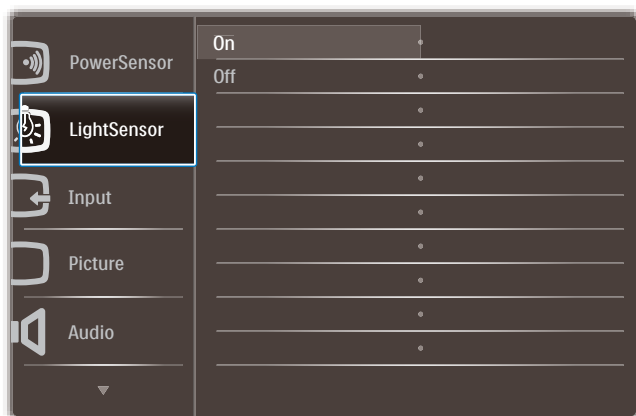 PowerSensor
LightSensor
Input
Picture
Audio
On
Off